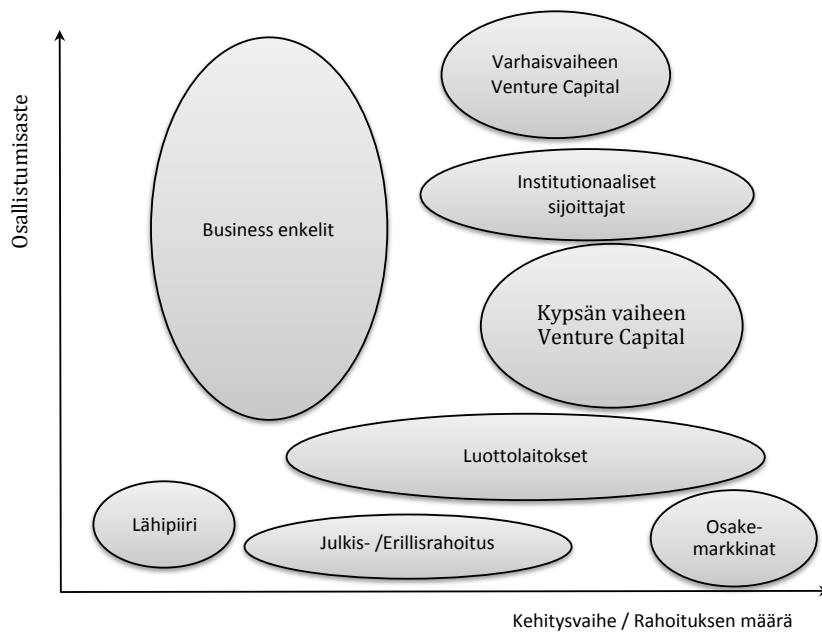 Osallistumisaste
Varhaisvaiheen
Venture Capital
Institutionaaliset
sijoittajat
Business enkelit
Kypsän vaiheen
Venture Capital
Luottolaitokset
Lähipiiri
Julkis- /Erillisrahoitus
Osake-
markkinat
Kehitysvaihe / Rahoituksen määrä